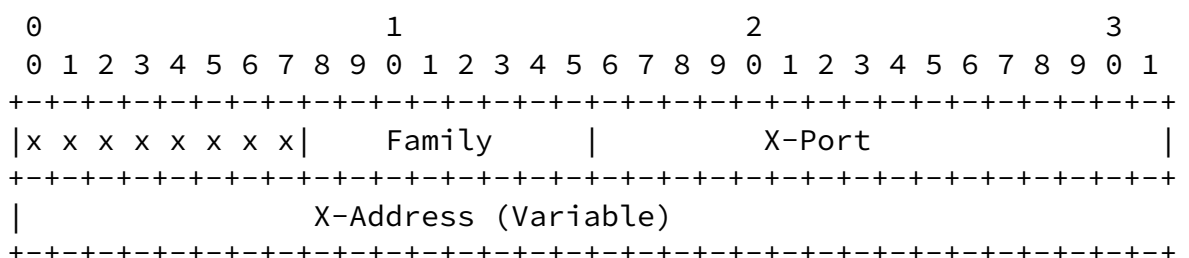 0                   1                   2                   3
 0 1 2 3 4 5 6 7 8 9 0 1 2 3 4 5 6 7 8 9 0 1 2 3 4 5 6 7 8 9 0 1
+-+-+-+-+-+-+-+-+-+-+-+-+-+-+-+-+-+-+-+-+-+-+-+-+-+-+-+-+-+-+-+-+
|x x x x x x x x|    Family     |         X-Port                |
+-+-+-+-+-+-+-+-+-+-+-+-+-+-+-+-+-+-+-+-+-+-+-+-+-+-+-+-+-+-+-+-+
|                X-Address (Variable)
+-+-+-+-+-+-+-+-+-+-+-+-+-+-+-+-+-+-+-+-+-+-+-+-+-+-+-+-+-+-+-+-+